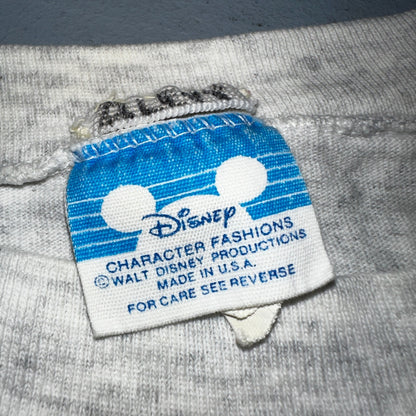 Disney
CHARACTER FASHIONS
©WALT DISNEY PRODUCTIONS
MADE IN U.S.A.
FOR CARE SEE REVERSE